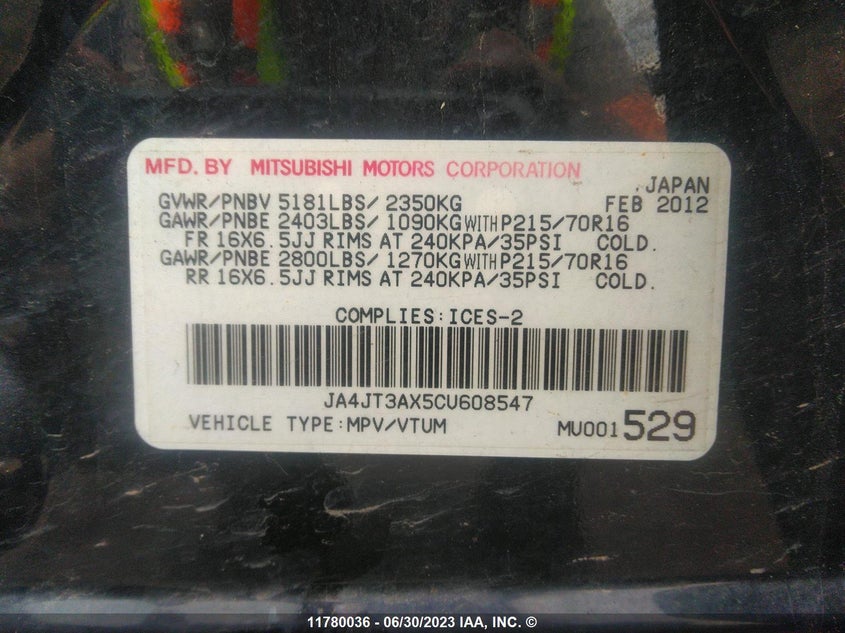 MFD. BY MITSUBISHI MOTORS CORPORATION
JAPAN
GVWR/PNBV 5181LBS/ 2350KG FEB 2012
GAWR/PNBE 2403LBS/ 1090KG WITH P215/70R16
FR 16X6.5JJ RIMS AT 240KPA/35PSI COLD.
GAWR/PNBE 2800LBS/ 1270KG WITH P215/70R16
RR 16X6.5JJ RIMS AT 240KPA/35PSI COLD.
COMPLIES:ICES-2
JA4JT3AX5CU608547
VEHICLE TYPE:MPV/VTUM MU001529
11780036 - 06/30/2023 IAA, INC. ©